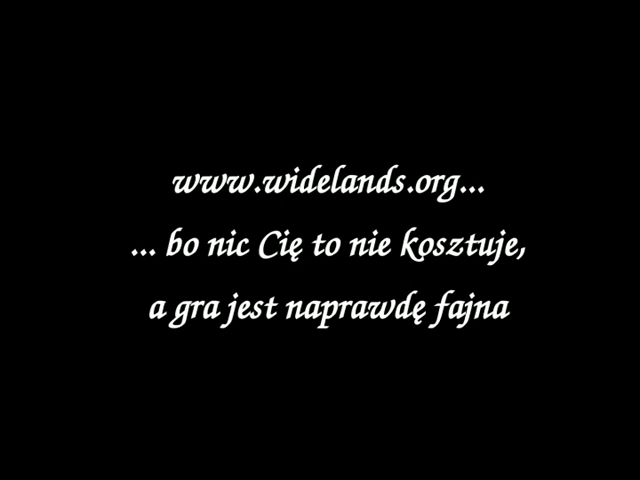 www.widelands.org...
... bo nic Cię to nie kosztuje,
a gra jest naprawdę fajna